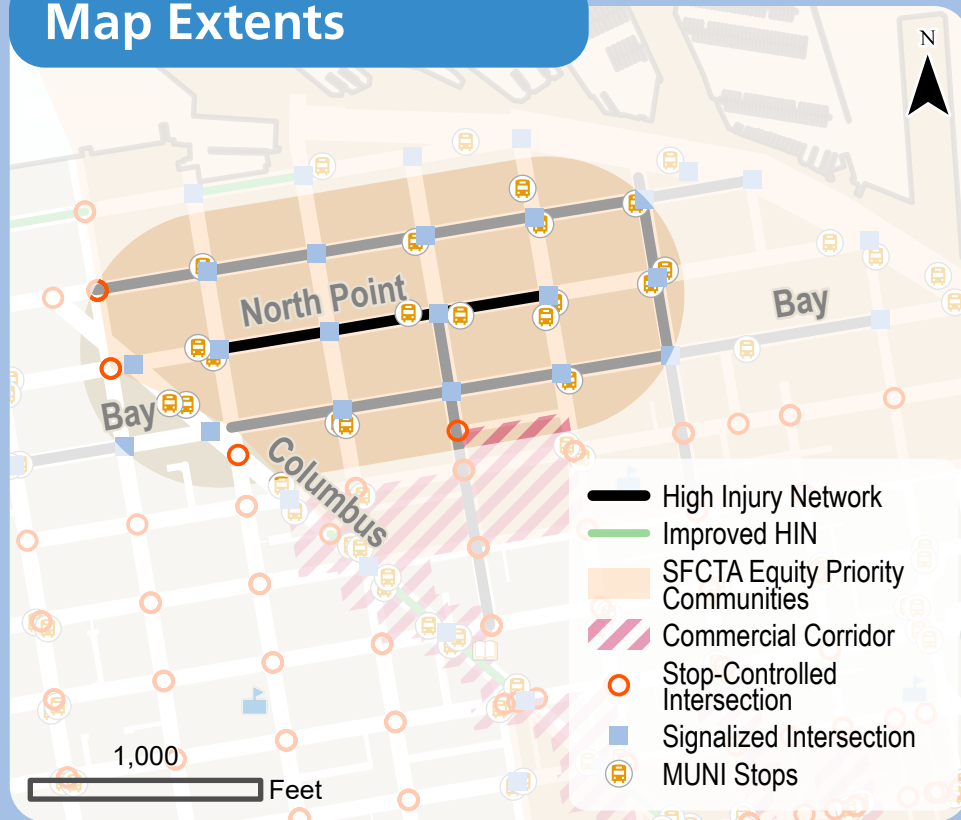 Map Extents
N
North Point
Bay
Bay
Columbus
High Injury Network
Improved HIN
SFCTA Equity Priority
Communities
Commercial Corridor
Stop-Controlled
Intersection
Signalized Intersection
MUNI Stops
1,000
Feet